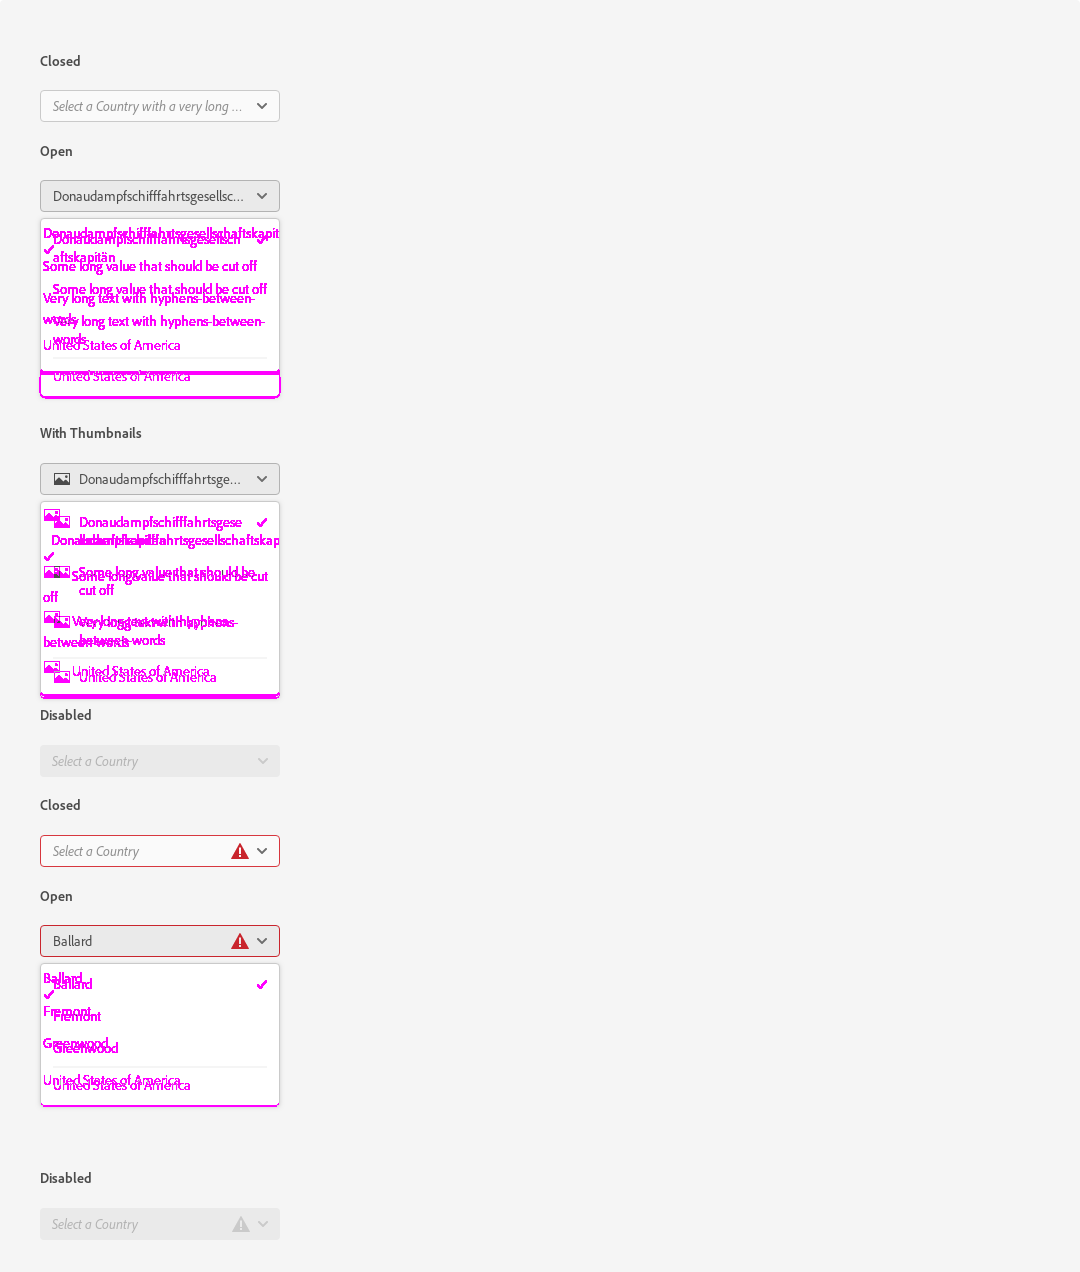 Closed
Select a Country with a very long …
Open
Donaudampfschifffahrtsgesellsc…
Donaudampfschifffahrtsgesellschaftskapit
Donaudampfschifffahrtsgesellsch
aftskapitän
Some long value that should be cut off
Some long value that should be cut off
Very long text with hyphens-between-
words
Very long text with hyphens-between-
words
United States of America
United States of America
With Thumbnails
Donaudampfschifffahrtsge…
Donaudampfschifffahrtsgese
llschaftskapitän
Donaudampfschifffahrtsgesellschaftskap
Some long value that should be
cut off
Some long value that should be cut
off
Very long text with hyphens-
between-words
Very long text with hyphens-
between-words
United States of America
United States of America
Disabled
Select a Country
Closed
Select a Country
Open
Ballard
Ballard
Ballard
Fremont
Fremont
Greenwood
Greenwood
United States of America
United States of America
Disabled
Select a Country